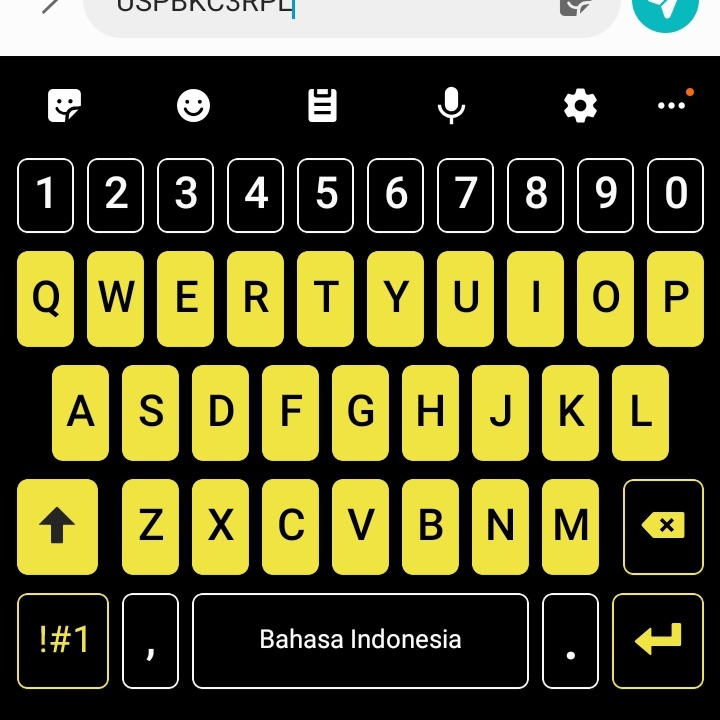 USPBKC3RPL
1 2 3 4 5 6 7 8 9 0
Q W E R T Y U I O P
A S D F G H J K L
Z X C V B N M
!#1 , Bahasa Indonesia .